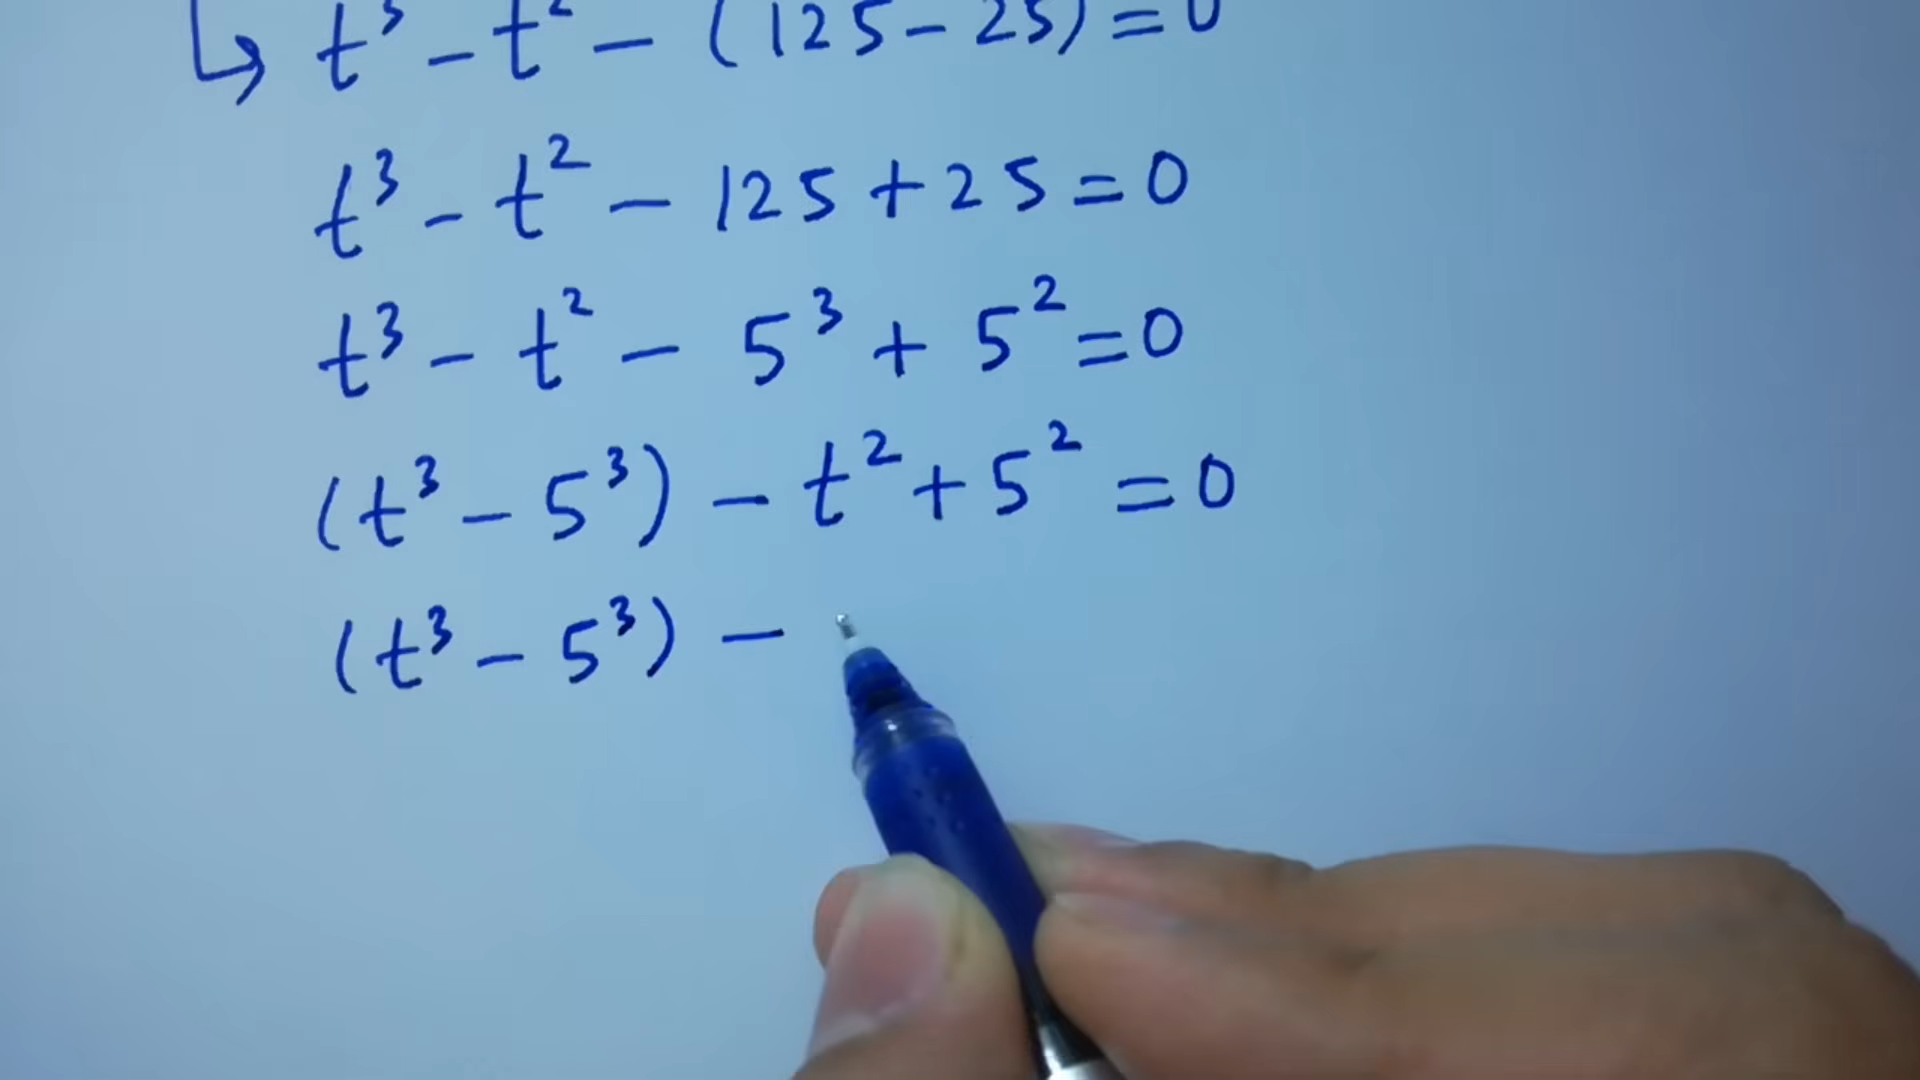 ↳ t³ - t² - (125 - 25) = 0
t³ - t² - 125 + 25 = 0
t³ - t² - 5³ + 5² = 0
(t³ - 5³) - t² + 5² = 0
(t³ - 5³) -